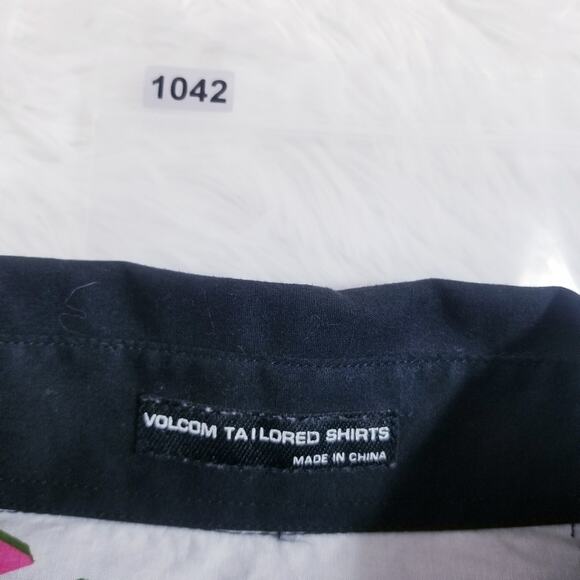 1042
VOLCOM TAILORED SHIRTS
MADE IN CHINA